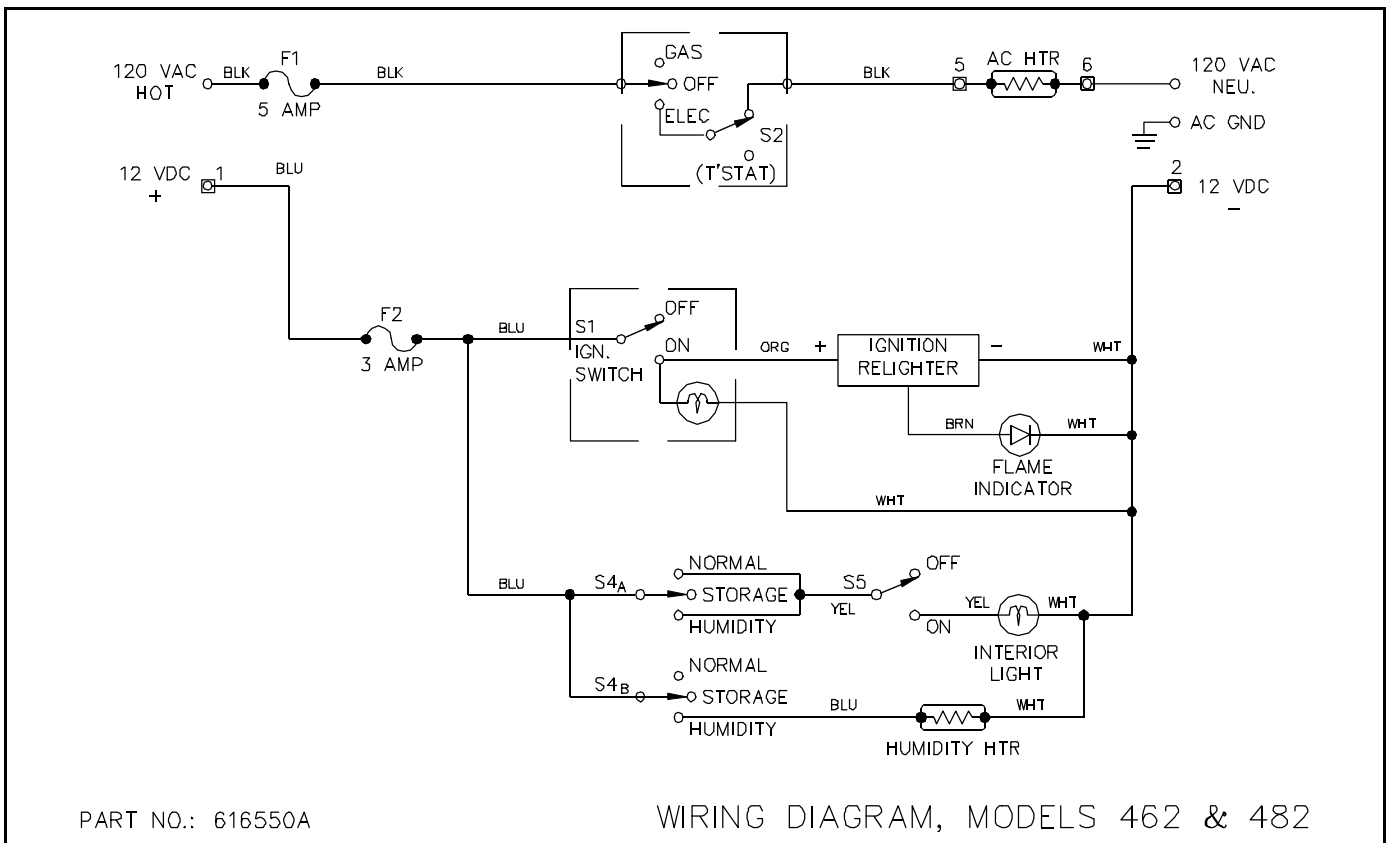 120 VAC
HOT
BLK
F1
5 AMP
BLK
GAS
OFF
ELEC
S2
(T'STAT)
BLK
5
AC HTR
6
120 VAC
NEU.
AC GND
12 VDC
+
1
BLU
2
12 VDC
-
F2
3 AMP
BLU
S1
IGN.
SWITCH
OFF
ON
ORG
+
IGNITION
RELIGHTER
-
WHT
BRN
WHT
FLAME
INDICATOR
WHT
BLU
S4A
NORMAL
STORAGE
HUMIDITY
YEL
S5
OFF
ON
YEL
WHT
INTERIOR
LIGHT
S4B
NORMAL
STORAGE
HUMIDITY
BLU
WHT
HUMIDITY HTR
PART NO.: 616550A
WIRING DIAGRAM, MODELS 462 & 482